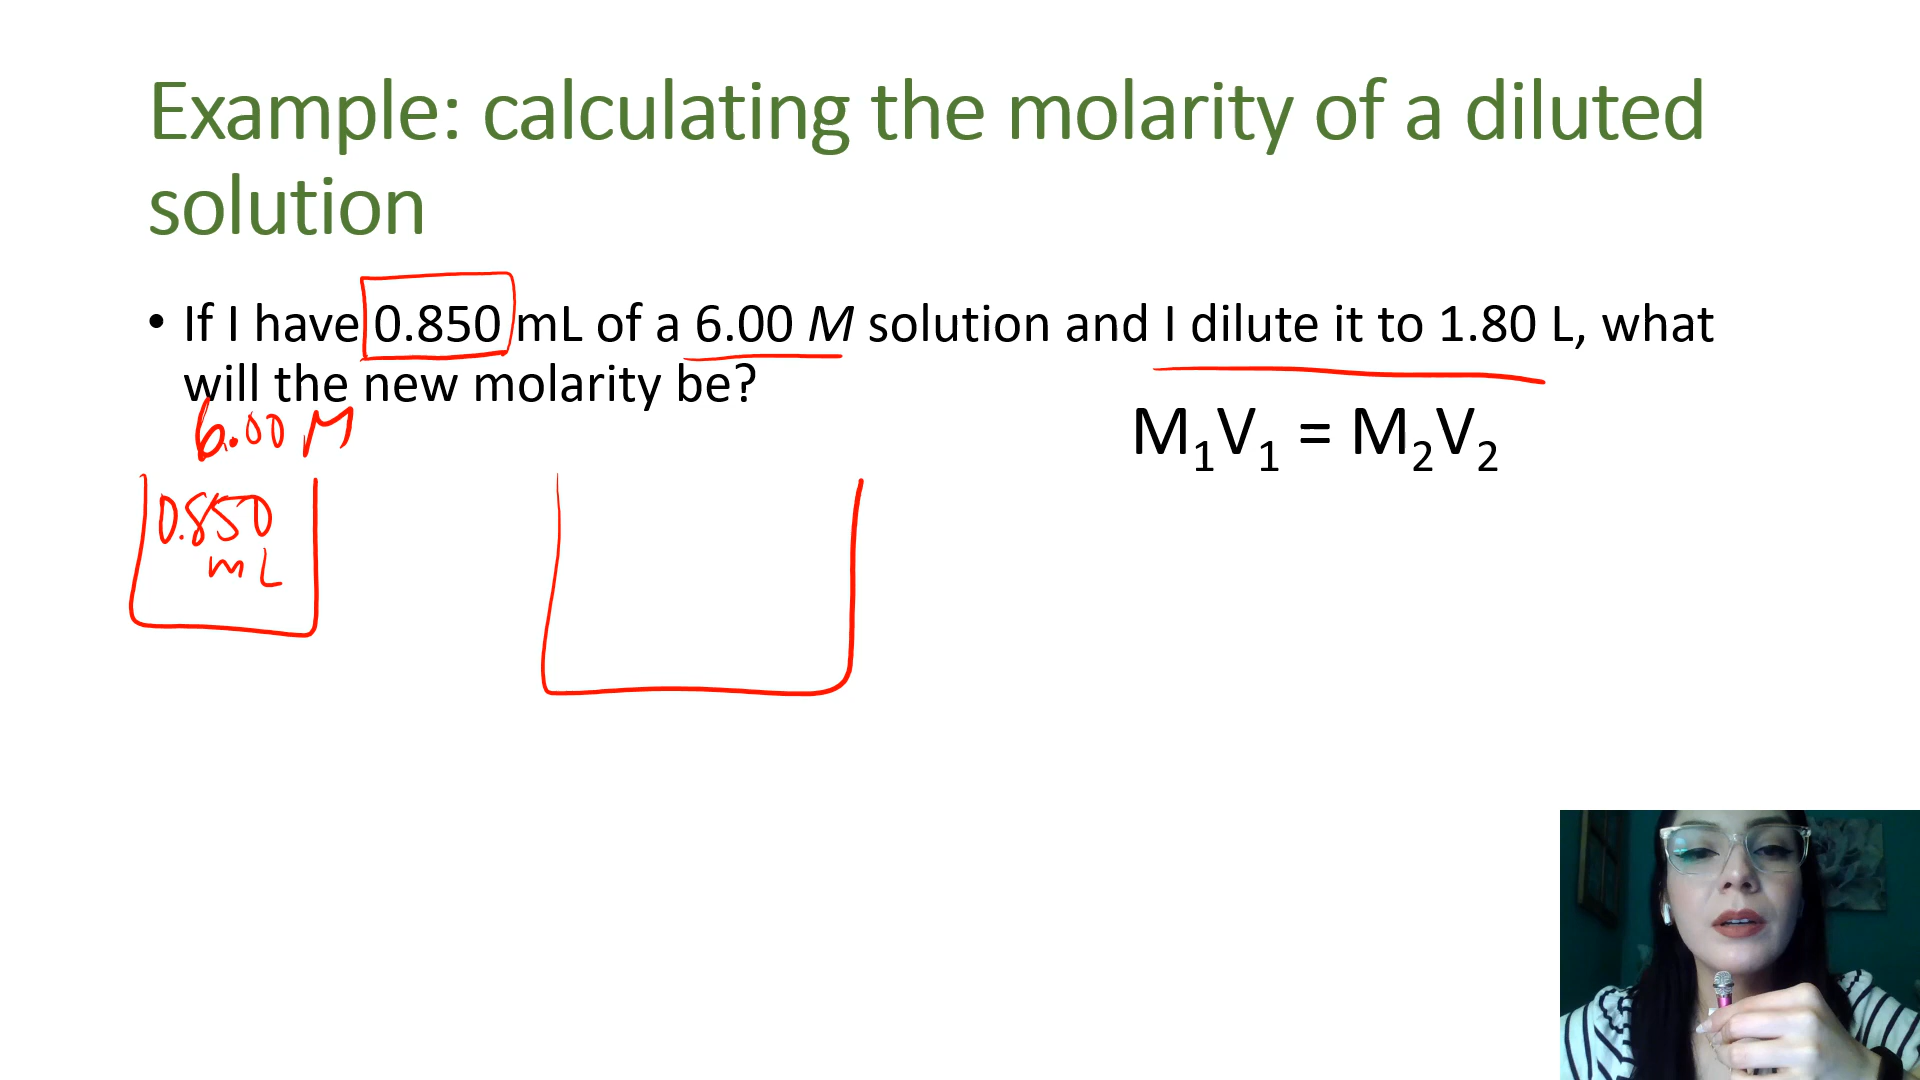 Example: calculating the molarity of a diluted
solution
• If I have 0.850 mL of a 6.00 M solution and I dilute it to 1.80 L, what
will the new molarity be?
6.00 M
M₁V₁ = M₂V₂
0.850
mL